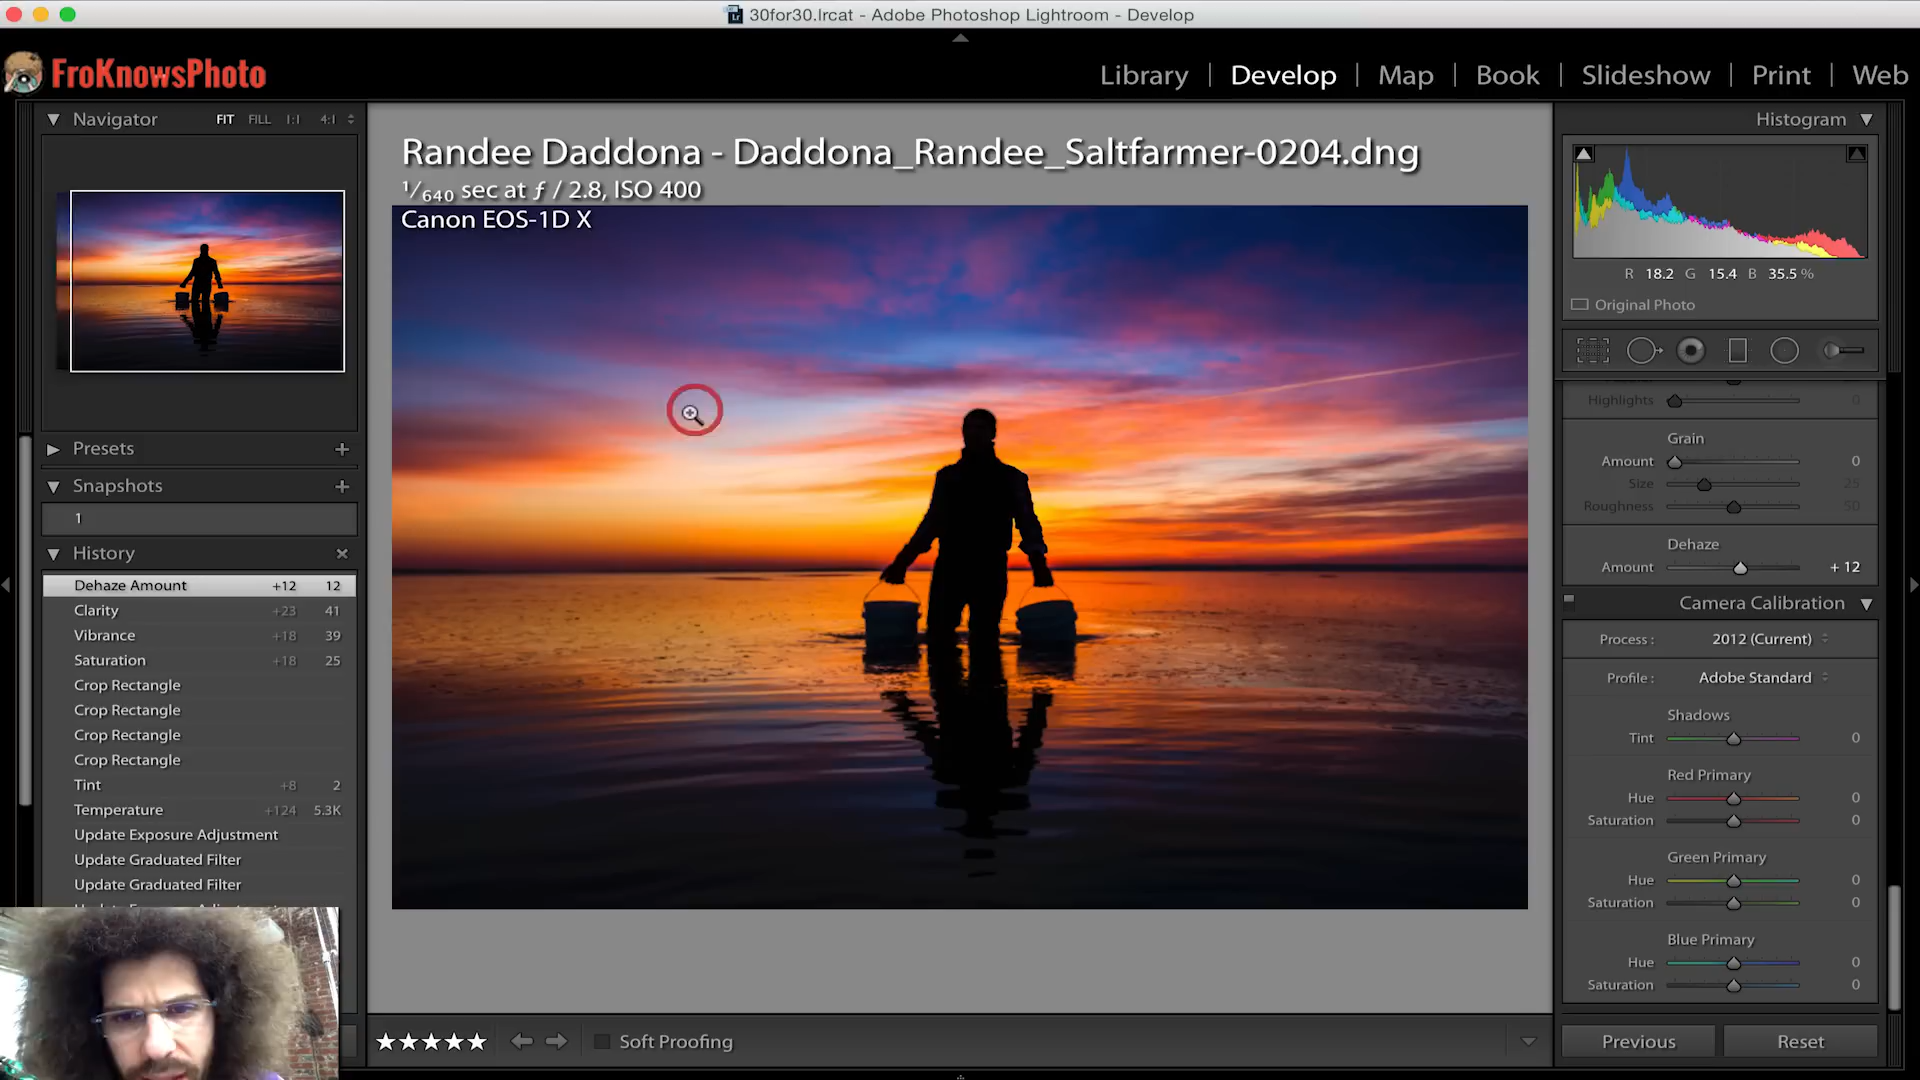 30for30.lrcat - Adobe Photoshop Lightroom - Develop
FroKnowsPhoto
Library | Develop | Map | Book | Slideshow | Print | Web
Navigator FIT FILL 1:1 4:1
Presets
Snapshots
1
History
Dehaze Amount +12 12
Clarity +23 41
Vibrance +18 39
Saturation +18 25
Crop Rectangle
Crop Rectangle
Crop Rectangle
Crop Rectangle
Tint +8 2
Temperature +124 5.3K
Update Exposure Adjustment
Update Graduated Filter
Update Graduated Filter
Randee Daddona - Daddona_Randee_Saltfarmer-0204.dng
1/640 sec at ƒ / 2.8, ISO 400
Canon EOS-1D X
Soft Proofing
Histogram
R 18.2 G 15.4 B 35.5 %
Original Photo
Highlights 0
Grain
Amount 0
Size 25
Roughness 50
Dehaze
Amount + 12
Camera Calibration
Process : 2012 (Current)
Profile : Adobe Standard
Shadows
Tint 0
Red Primary
Hue 0
Saturation 0
Green Primary
Hue 0
Saturation 0
Blue Primary
Hue 0
Saturation 0
Previous Reset